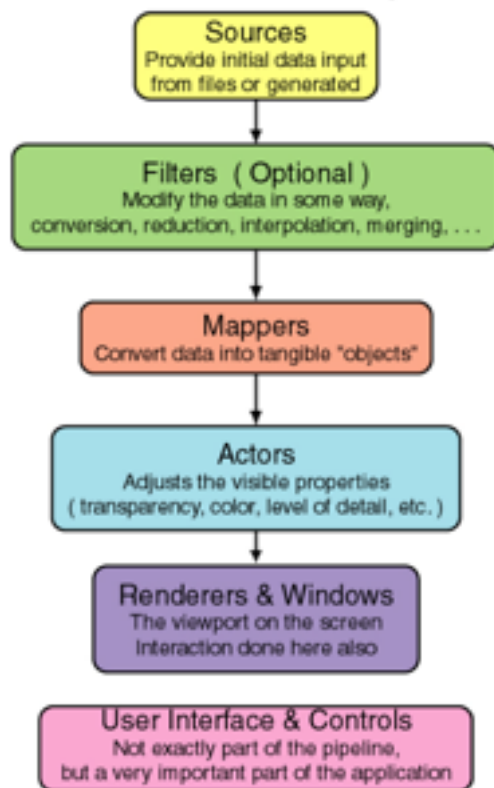 Sources
Provide initial data input
from files or generated
Filters ( Optional )
Modify the data in some way,
conversion, reduction, interpolation, merging, . . .
Mappers
Convert data into tangible "objects"
Actors
Adjusts the visible properties
( transparency, color, level of detail, etc. )
Renderers & Windows
The viewport on the screen
Interaction done here also
User Interface & Controls
Not exactly part of the pipeline,
but a very important part of the application